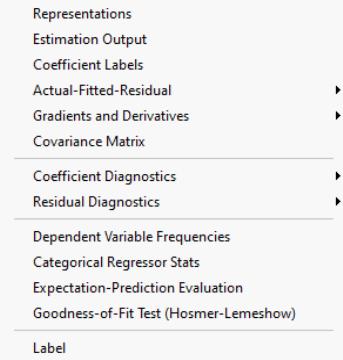 Representations
Estimation Output
Coefficient Labels
Actual-Fitted-Residual
Gradients and Derivatives
Covariance Matrix
Coefficient Diagnostics
Residual Diagnostics
Dependent Variable Frequencies
Categorical Regressor Stats
Expectation-Prediction Evaluation
Goodness-of-Fit Test (Hosmer-Lemeshow)
Label